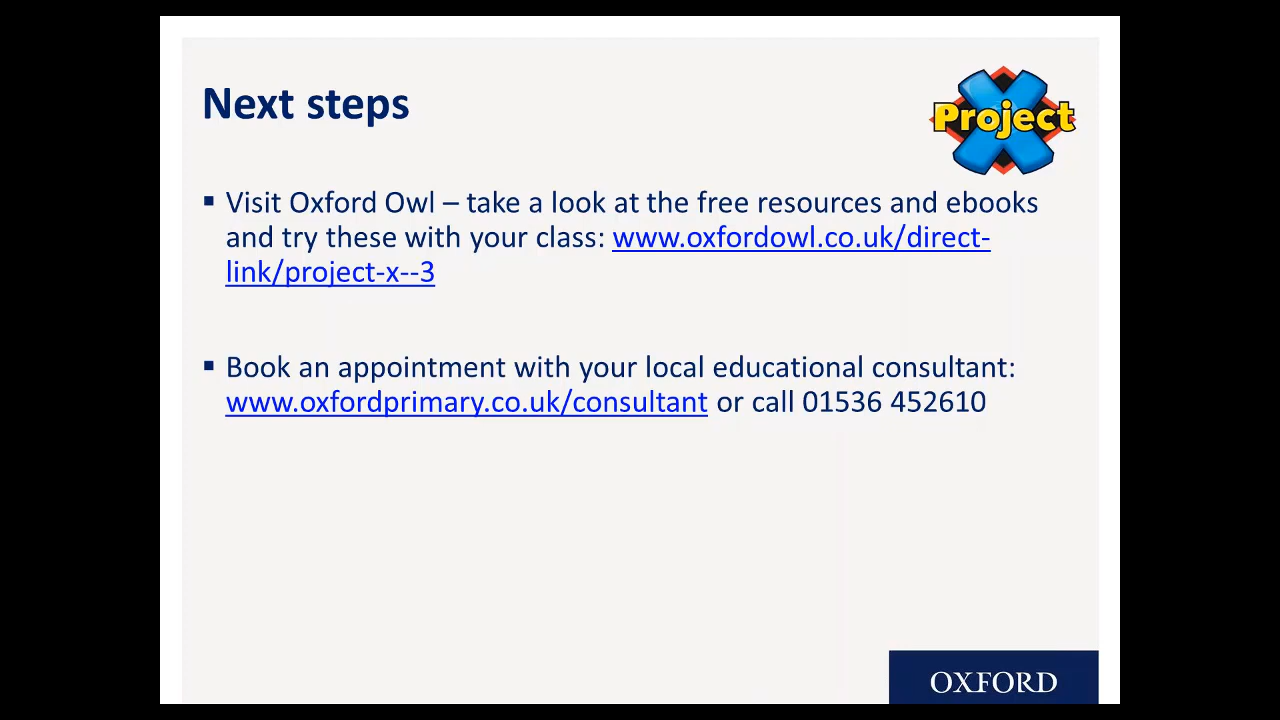 Next steps
Project X
▪ Visit Oxford Owl – take a look at the free resources and ebooks
and try these with your class: www.oxfordowl.co.uk/direct-
link/project-x--3
▪ Book an appointment with your local educational consultant:
www.oxfordprimary.co.uk/consultant or call 01536 452610
OXFORD